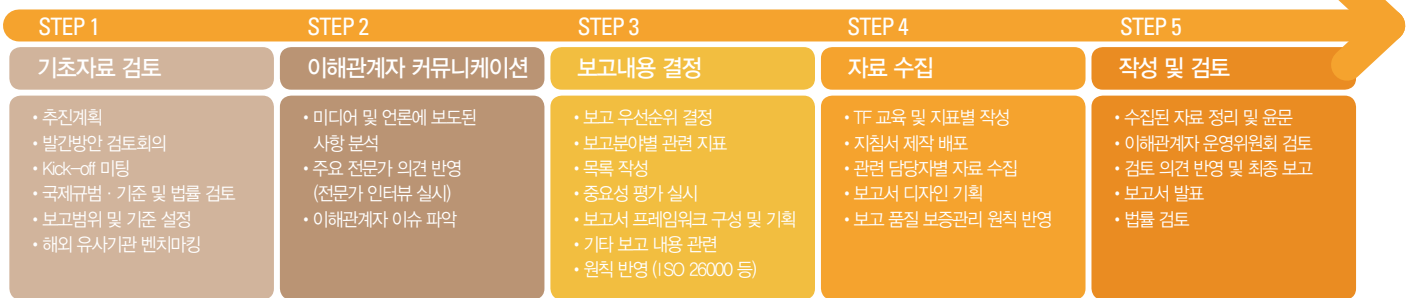 STEP 1
기초자료 검토
• 추진계획
• 발간방안 검토회의
• Kick-off 미팅
• 국제규범 · 기준 및 법률 검토
• 보고범위 및 기준 설정
• 해외 유사기관 벤치마킹
STEP 2
이해관계자 커뮤니케이션
• 미디어 및 언론에 보도된
사항 분석
• 주요 전문가 의견 반영
(전문가 인터뷰 실시)
• 이해관계자 이슈 파악
STEP 3
보고내용 결정
• 보고 우선순위 결정
• 보고분야별 관련 지표
• 목록 작성
• 중요성 평가 실시
• 보고서 프레임워크 구성 및 기획
• 기타 보고 내용 관련
• 원칙 반영 (ISO 26000 등)
STEP 4
자료 수집
• TF 교육 및 지표별 작성
• 지침서 제작 배포
• 관련 담당자별 자료 수집
• 보고서 디자인 기획
• 보고 품질 보증관리 원칙 반영
STEP 5
작성 및 검토
• 수집된 자료 정리 및 윤문
• 이해관계자 운영위원회 검토
• 검토 의견 반영 및 최종 보고
• 보고서 발표
• 법률 검토